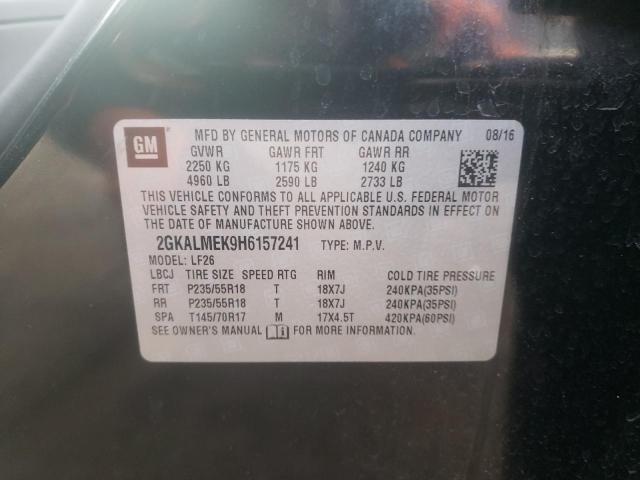 GM
MFD BY GENERAL MOTORS OF CANADA COMPANY 08/16
GVWR GAWR FRT GAWR RR
2250 KG 1175 KG 1240 KG
4960 LB 2590 LB 2733 LB
THIS VEHICLE CONFORMS TO ALL APPLICABLE U.S. FEDERAL MOTOR
VEHICLE SAFETY AND THEFT PREVENTION STANDARDS IN EFFECT ON
THE DATE OF MANUFACTURE SHOWN ABOVE.
2GKALMEK9H6157241 TYPE: M.P.V.
MODEL: LF26
LBCJ TIRE SIZE SPEED RTG RIM COLD TIRE PRESSURE
FRT P235/55R18 T 18X7J 240KPA(35PSI)
RR P235/55R18 T 18X7J 240KPA(35PSI)
SPA T145/70R17 M 17X4.5T 420KPA(60PSI)
SEE OWNER'S MANUAL FOR MORE INFORMATION.